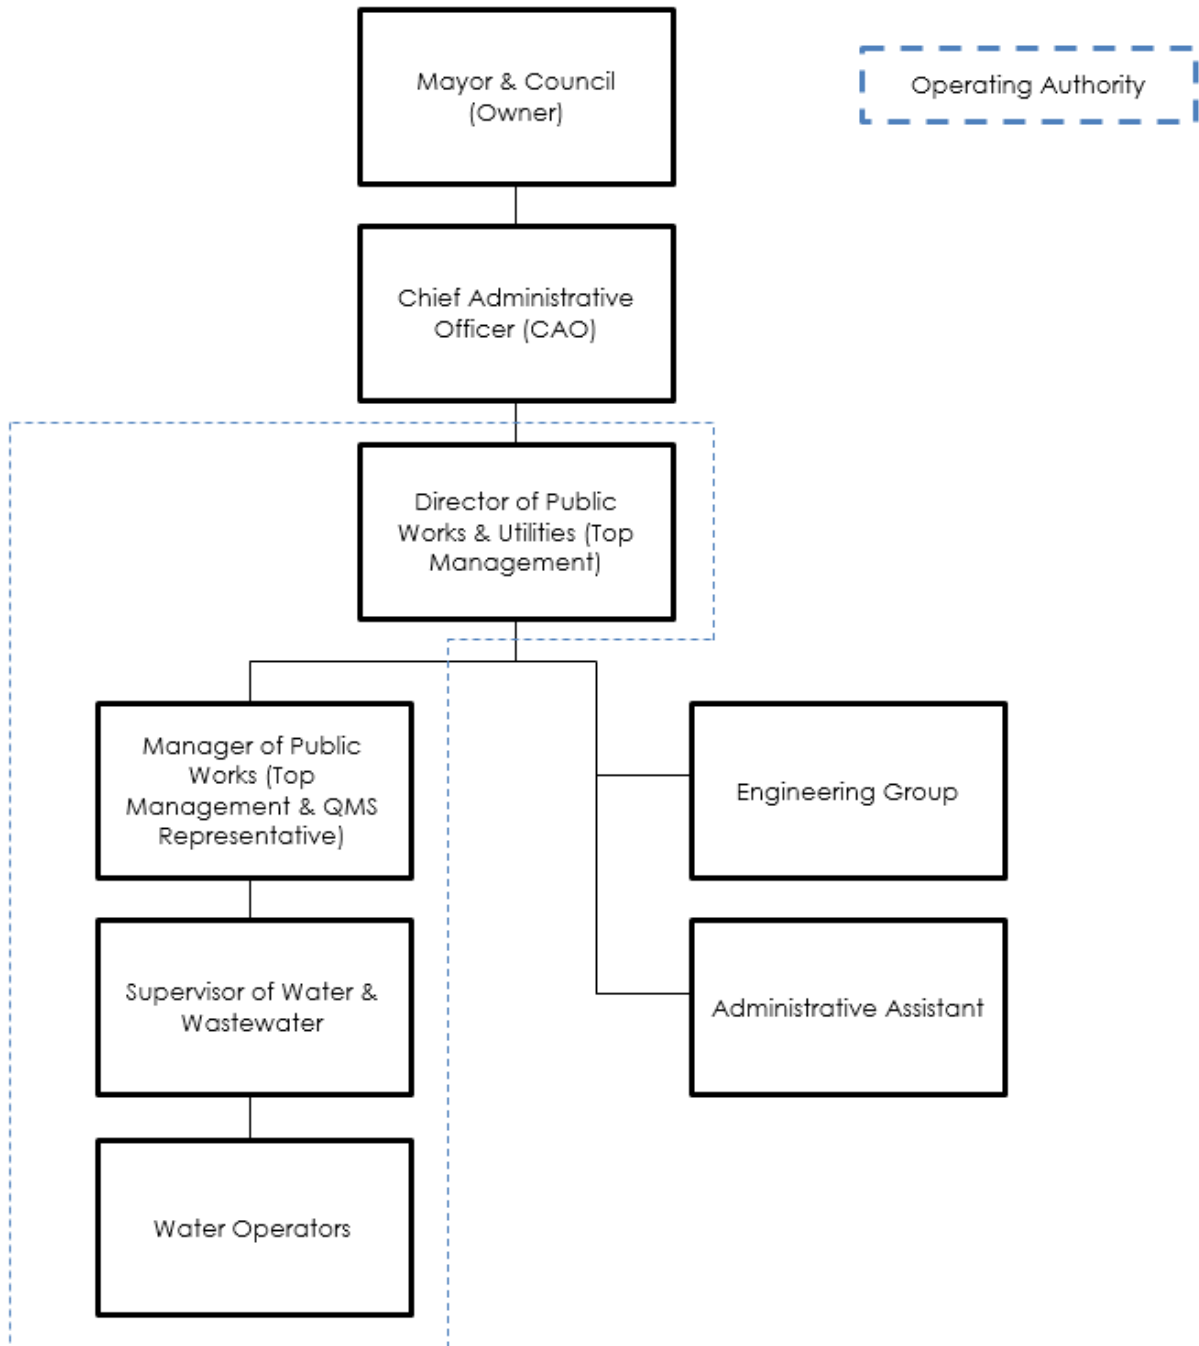 Mayor & Council
(Owner)
Operating Authority
Chief Administrative
Officer (CAO)
Director of Public
Works & Utilities (Top
Management)
Manager of Public
Works (Top
Management & QMS
Representative)
Engineering Group
Supervisor of Water &
Wastewater
Administrative Assistant
Water Operators